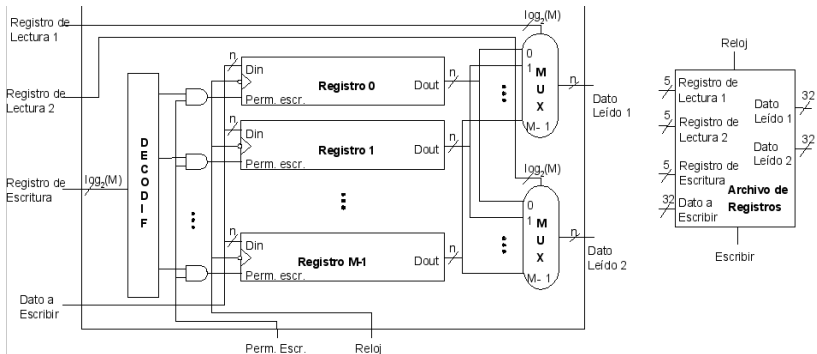 Registro de
Lectura 1
Registro de
Lectura 2
Registro de
Escritura
Dato a
Escribir
log2(M)
DECODIF
n
Din
Registro 0
Dout
n
Perm. escr.
n
Din
Registro 1
Dout
n
Perm. escr.
n
Din
Registro M-1
Dout
n
Perm. escr.
Perm. Escr.
Reloj
log2(M)
0
1
M- 1
MUX
n
Dato
Leído 1
log2(M)
0
1
M- 1
MUX
n
Dato
Leído 2
Reloj
5
Registro de
Lectura 1
5
Registro de
Lectura 2
5
Registro de
Escritura
32
Dato a
Escribir
Dato
Leído 1
32
Dato
Leído 2
32
Archivo de
Registros
Escribir